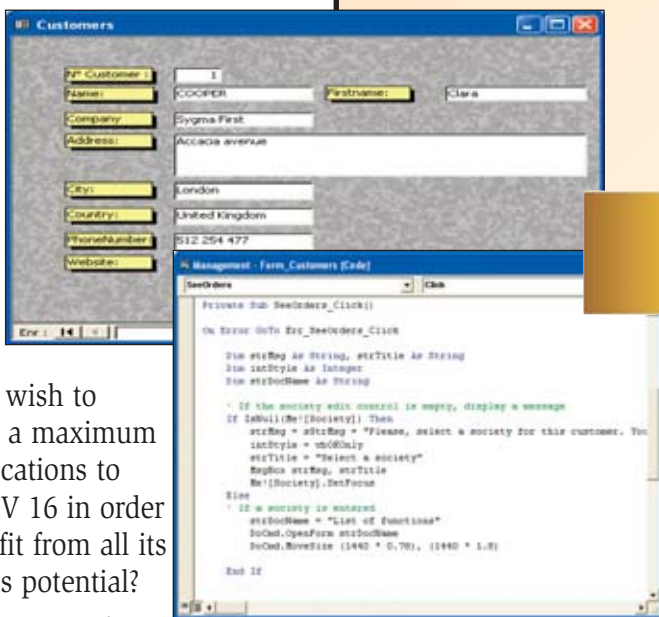 Customers
N° Customer : 1
Name: COOPER Firstname: Clara
Company Sygma First
Address: Accacia avenue
City: London
Country: United Kingdom
PhoneNumber: 512 254 477
Website:
Enr :
Management - Form_Customers (Code)
SeeOrders Click
Private Sub SeeOrders_Click()
On Error GoTo Err_SeeOrders_Click
Dim strMsg As String, strTitle As String
Dim intStyle As Integer
Dim strDocName As String
' If the society edit control is empty, display a message
If IsNull(Me![Society]) Then
strMsg = sStrMsg = "Please, select a society for this customer. You
intStyle = vbOKOnly
strTitle = "Select a society"
MsgBox strMsg, strTitle
Me![Society].SetFocus
Else
' If a society is entered
strDocName = "List of functions"
DoCmd.OpenForm strDocName
DoCmd.MoveSize (1440 * 0.78), (1440 * 1.8)
End If
wish to
a maximum
cations to
V 16 in order
fit from all its
s potential?